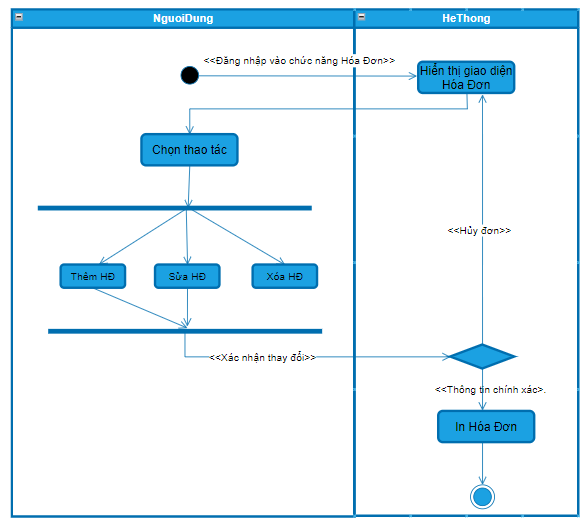 NguoiDung
HeThong
<<Đăng nhập vào chức năng Hóa Đơn>>
Hiển thị giao diện
Hóa Đơn
Chọn thao tác
<<Hủy đơn>>
Thêm HĐ
Sửa HĐ
Xóa HĐ
<<Xác nhận thay đổi>>
<<Thông tin chính xác>.
In Hóa Đơn